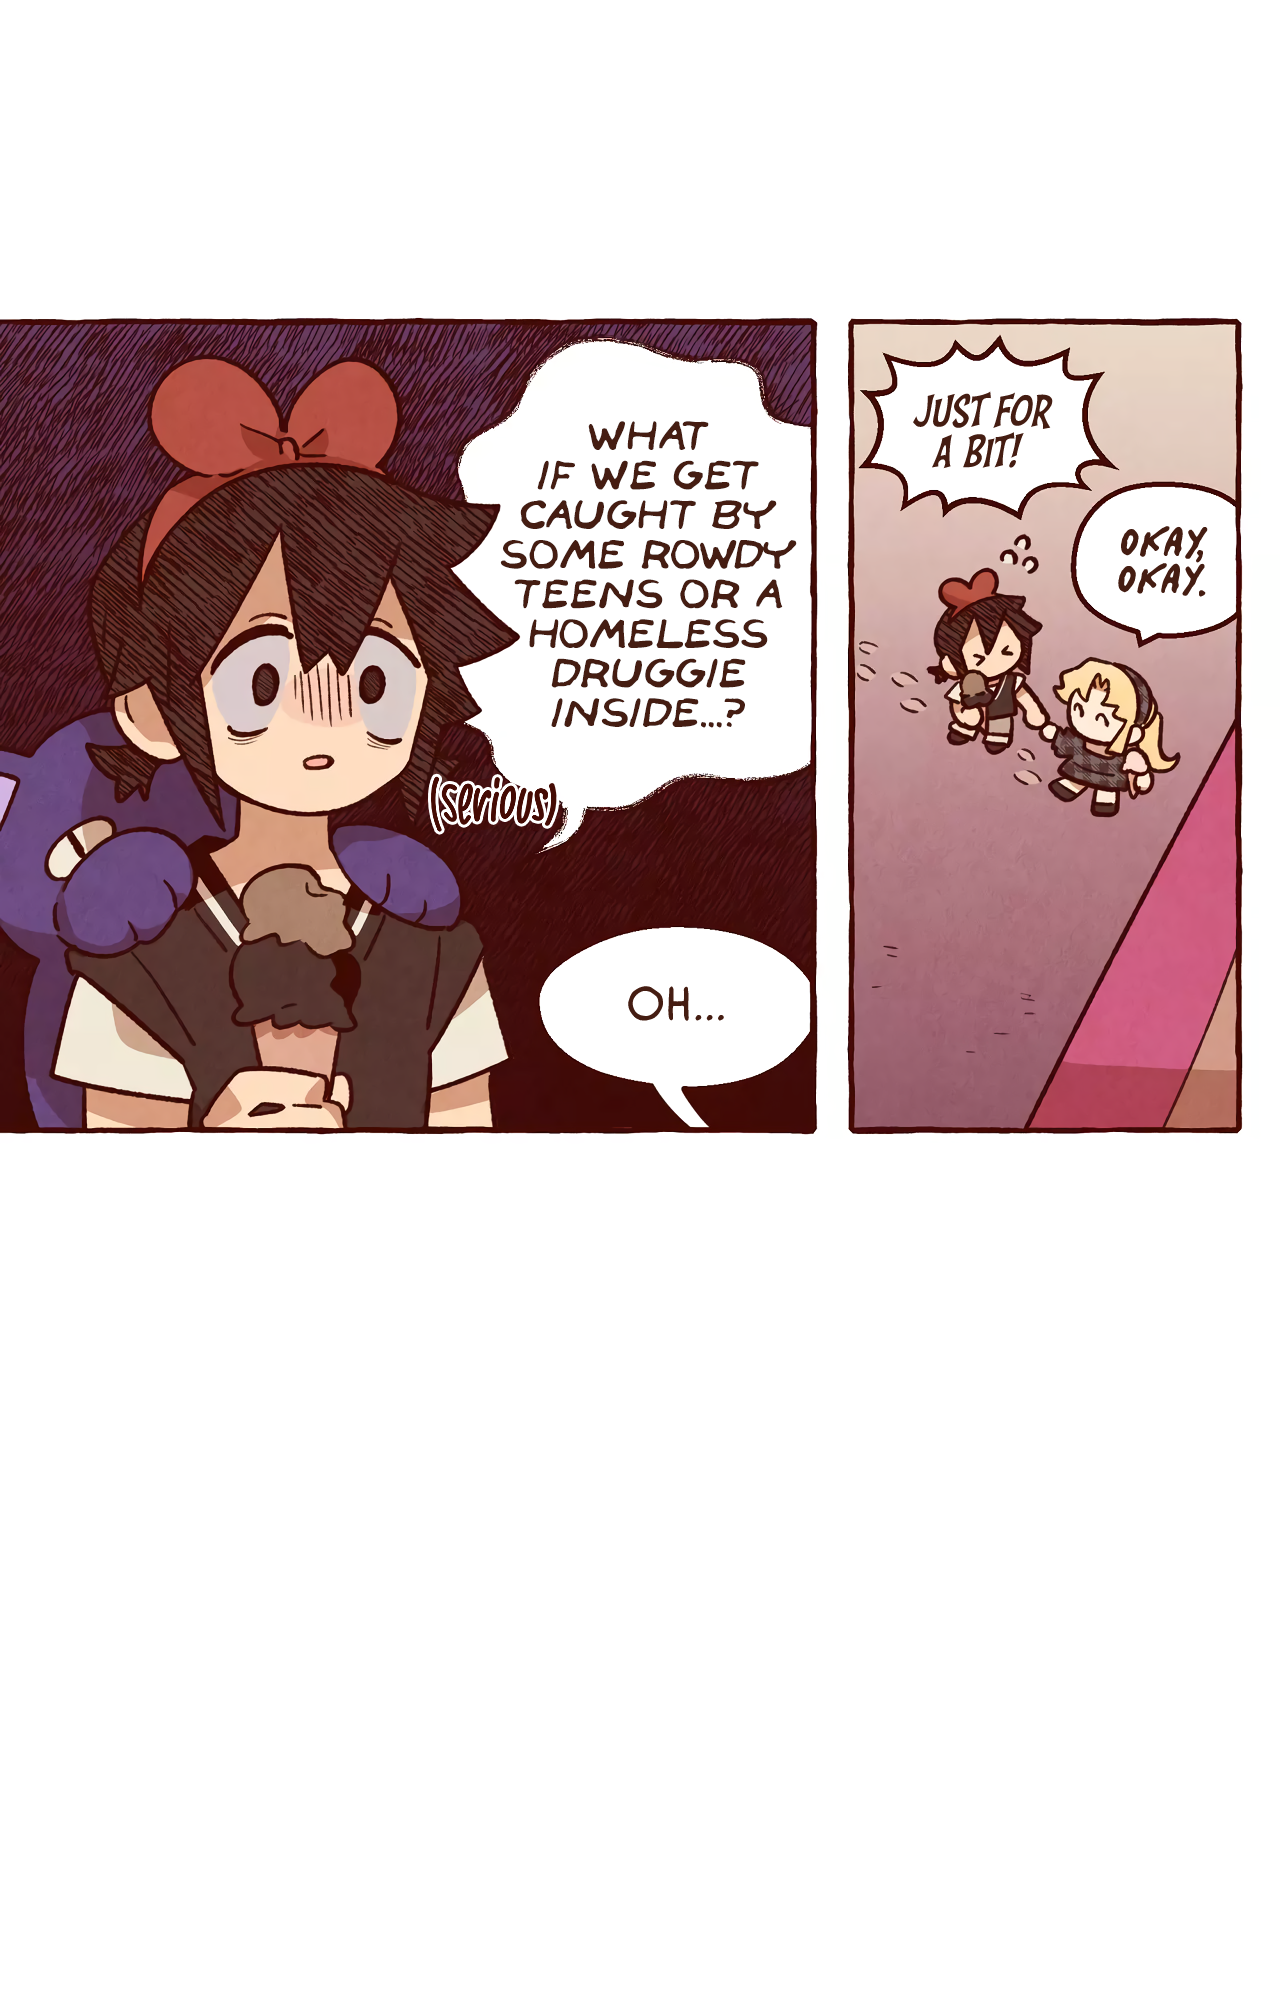 WHAT
IF WE GET
CAUGHT BY
SOME ROWDY
TEENS OR A
HOMELESS
DRUGGIE
INSIDE...?
(serious)
OH...
JUST FOR
A BIT!
OKAY,
OKAY.